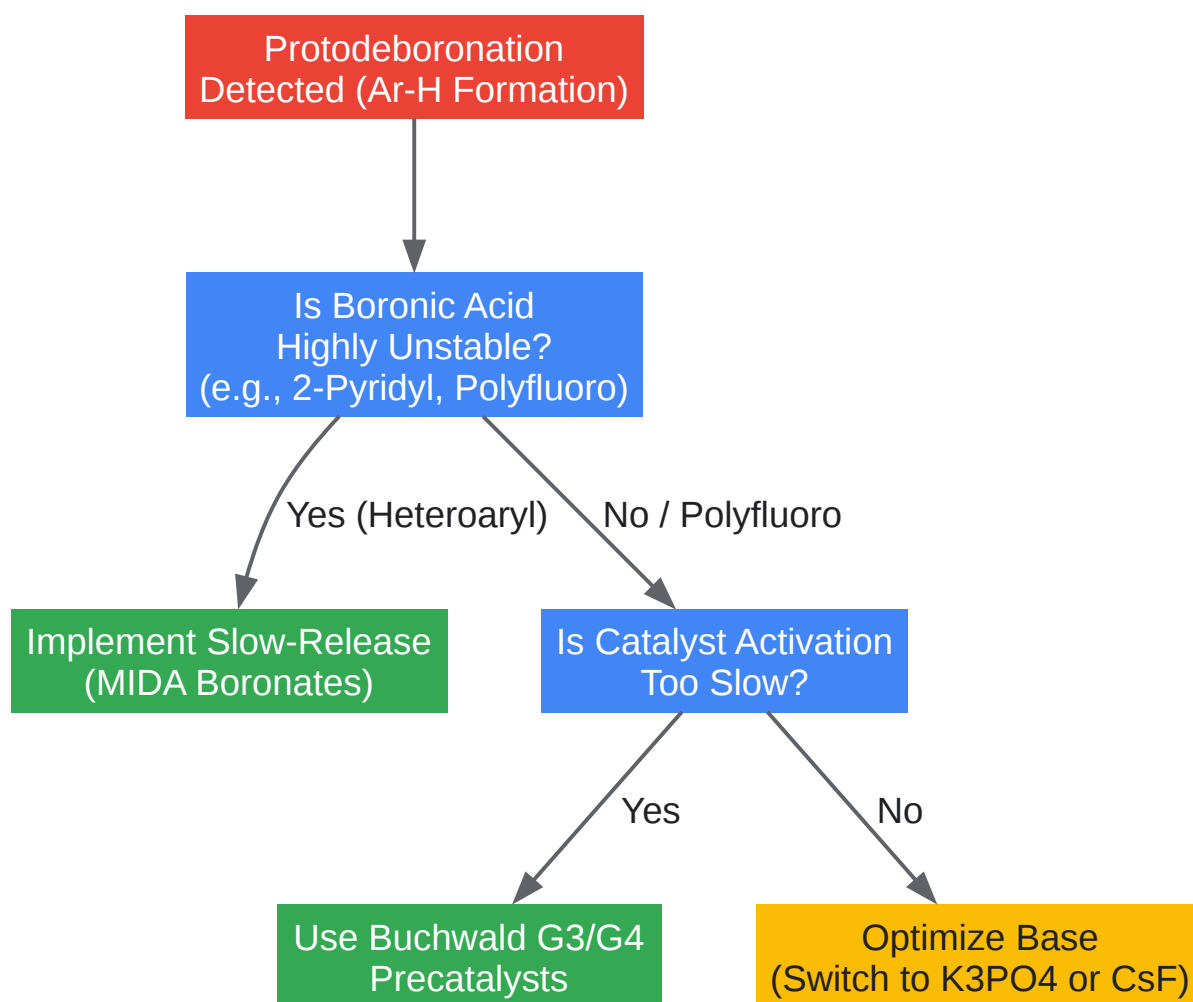 Protodeboronation
Detected (Ar-H Formation)
Is Boronic Acid
Highly Unstable?
(e.g., 2-Pyridyl, Polyfluoro)
Yes (Heteroaryl)
No / Polyfluoro
Implement Slow-Release
(MIDA Boronates)
Is Catalyst Activation
Too Slow?
Yes
No
Use Buchwald G3/G4
Precatalysts
Optimize Base
(Switch to K3PO4 or CsF)